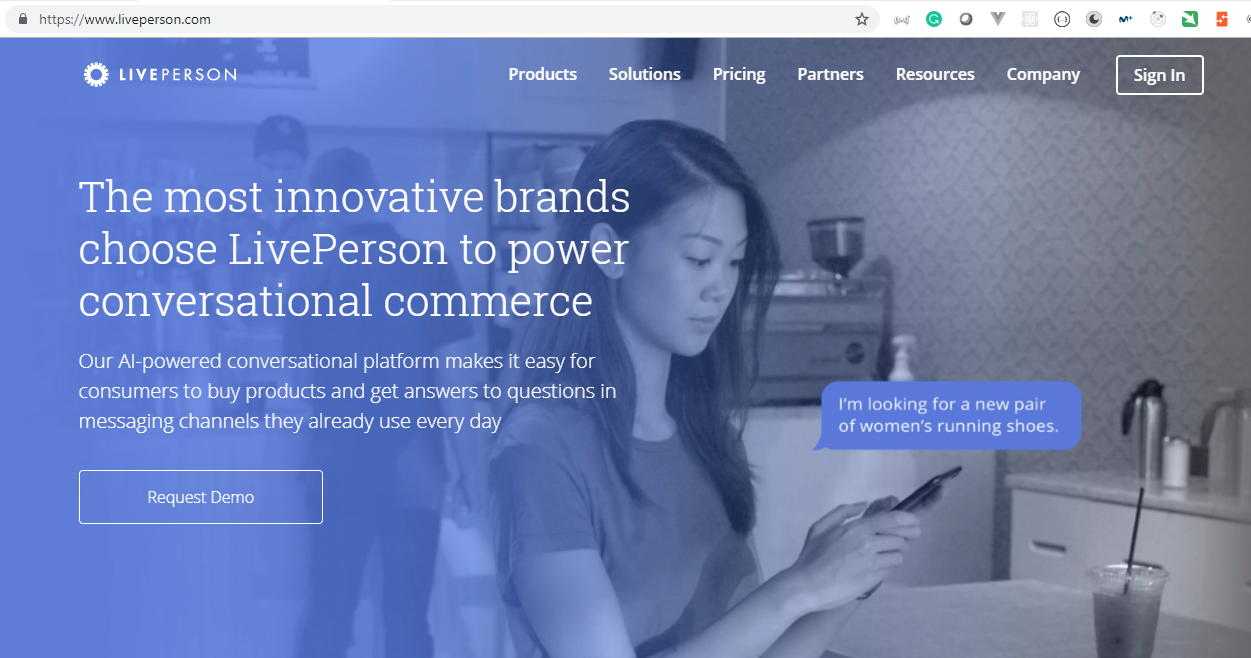 https://www.liveperson.com
LIVEPERSON
Products
Solutions
Pricing
Partners
Resources
Company
Sign In
The most innovative brands
choose LivePerson to power
conversational commerce
Our AI-powered conversational platform makes it easy for
consumers to buy products and get answers to questions in
messaging channels they already use every day
I'm looking for a new pair
of women's running shoes.
Request Demo